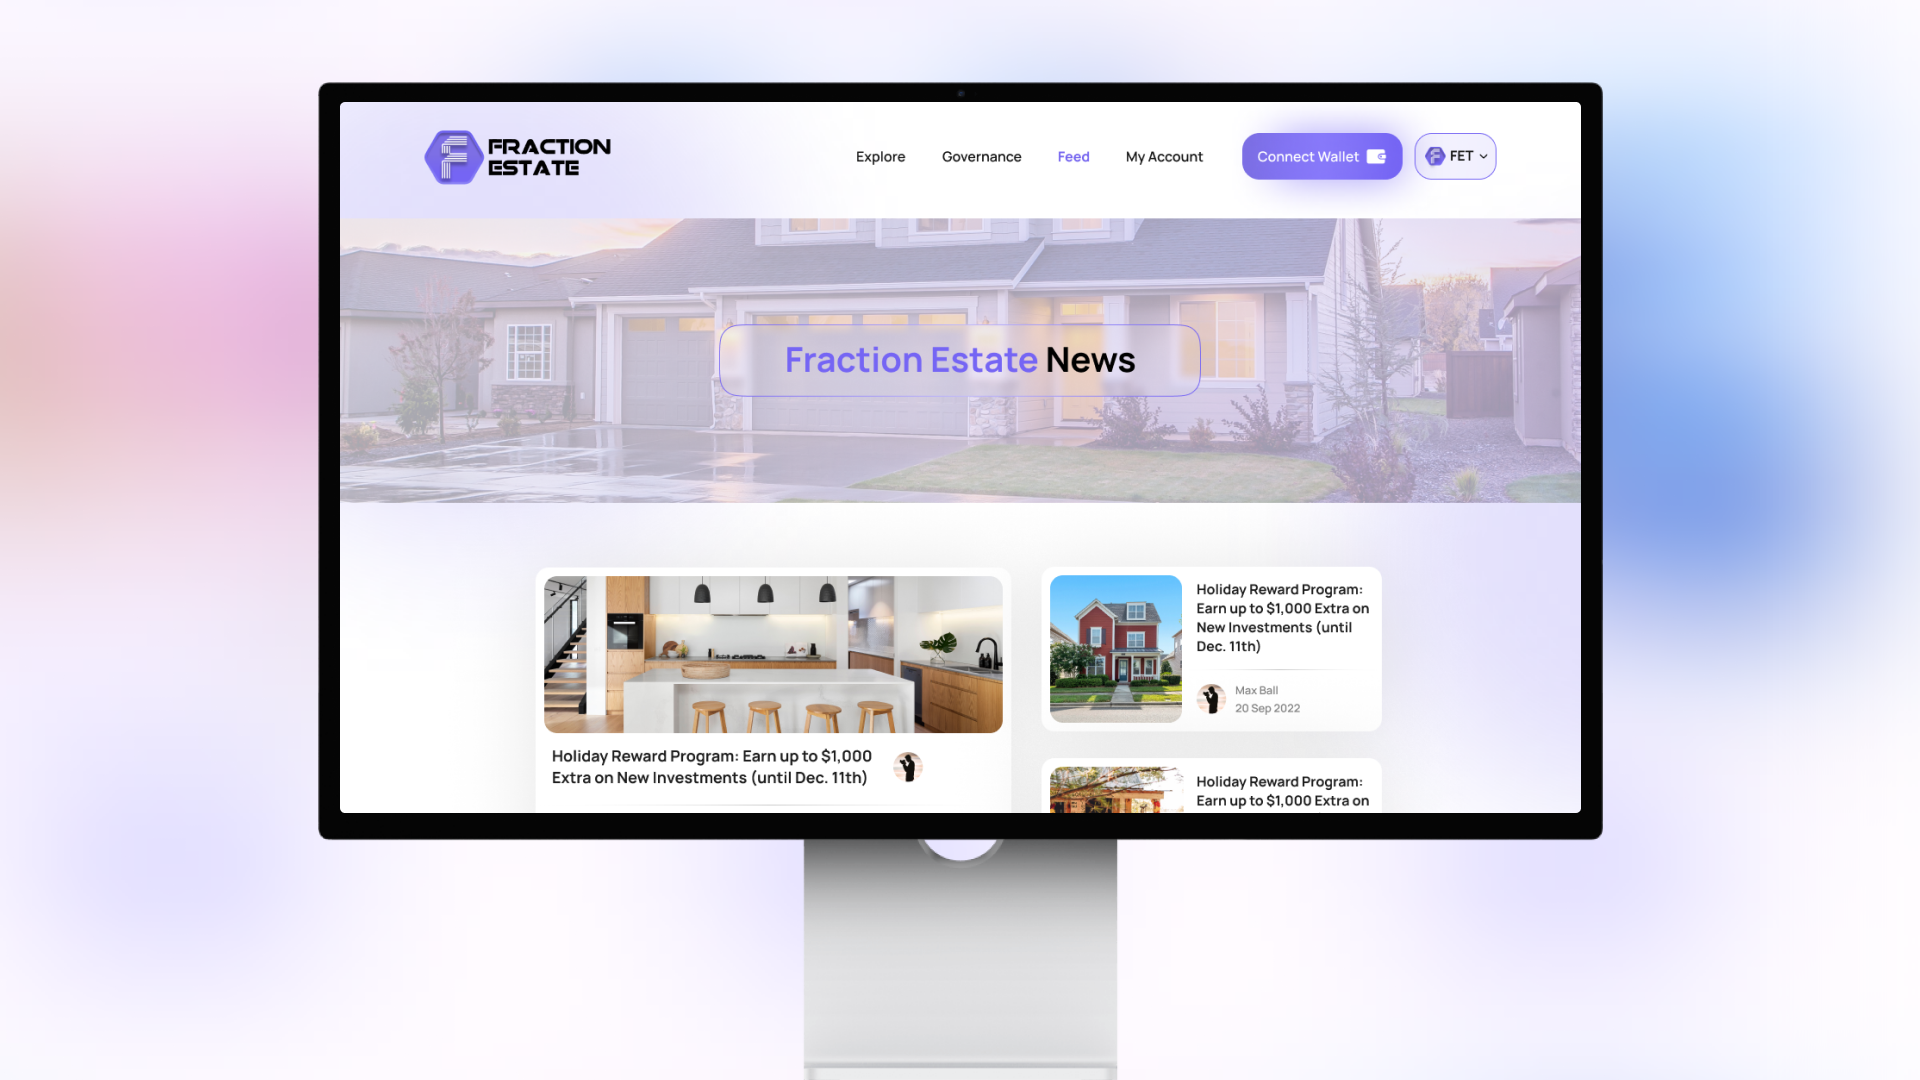 FRACTION
ESTATE
Explore
Governance
Feed
My Account
Connect Wallet
FET
Fraction Estate News
Holiday Reward Program: Earn up to $1,000
Extra on New Investments (until Dec. 11th)
Holiday Reward Program:
Earn up to $1,000 Extra on
New Investments (until
Dec. 11th)
Max Ball
20 Sep 2022
Holiday Reward Program:
Earn up to $1,000 Extra on